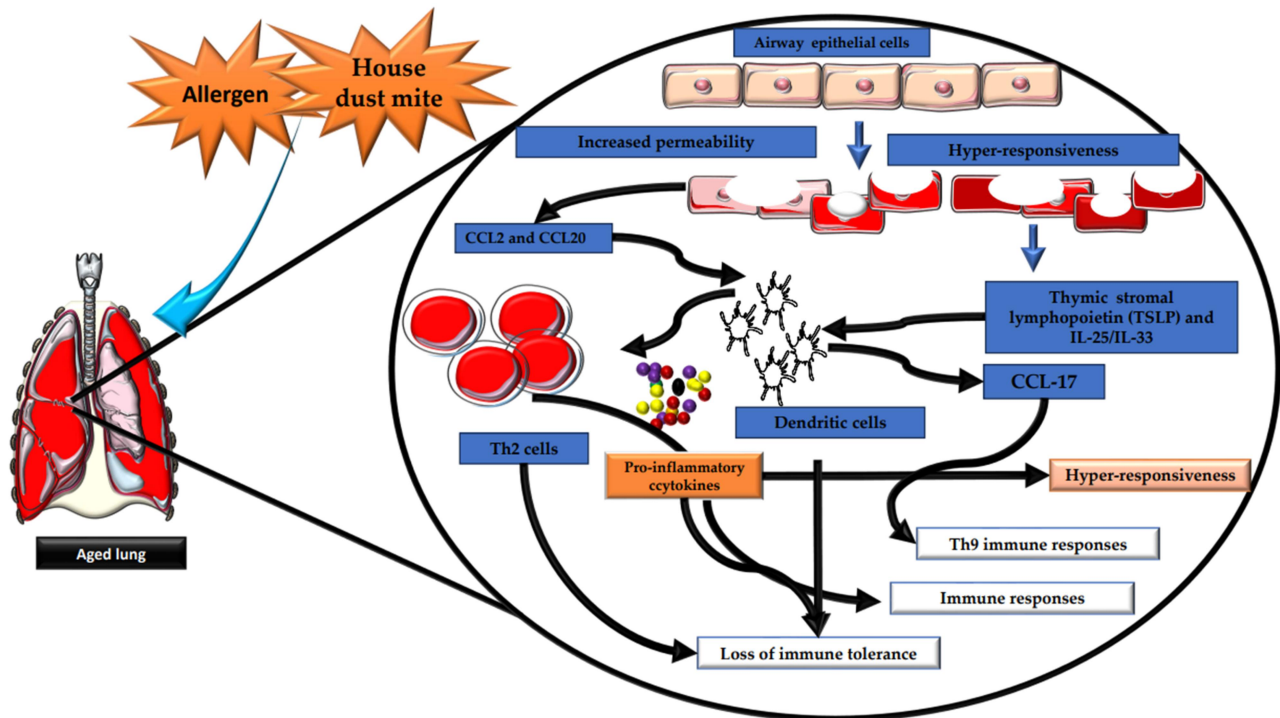 Allergen
House
dust mite
Airway epithelial cells
Increased permeability
Hyper-responsiveness
CCL2 and CCL20
Thymic stromal
lymphopoietin (TSLP) and
IL-25/IL-33
CCL-17
Dendritic cells
Th2 cells
Pro-inflammatory
ccytokines
Hyper-responsiveness
Aged lung
Th9 immune responses
Immune responses
Loss of immune tolerance